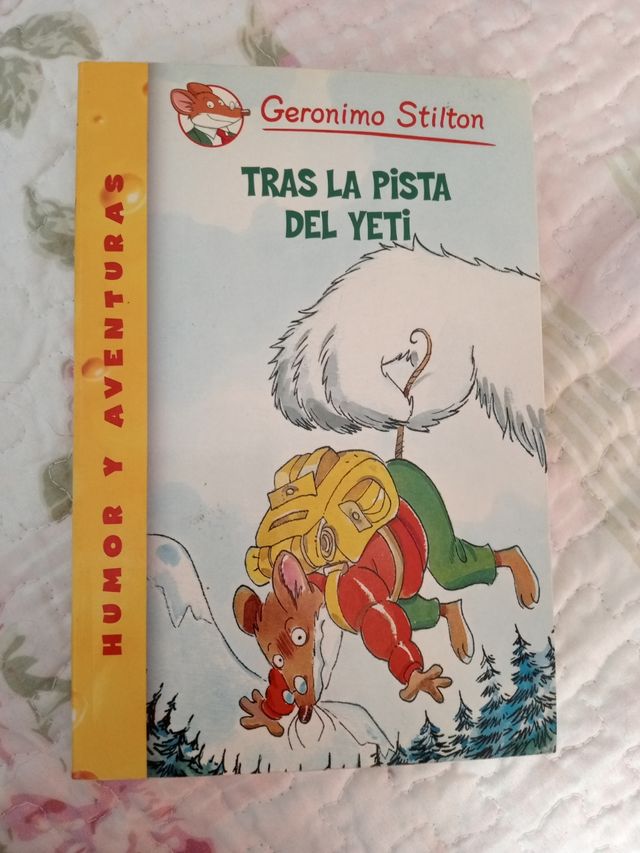 Geronimo Stilton
TRAS LA PiSTA
DEL YETi
HUMOR Y AVENTURAS